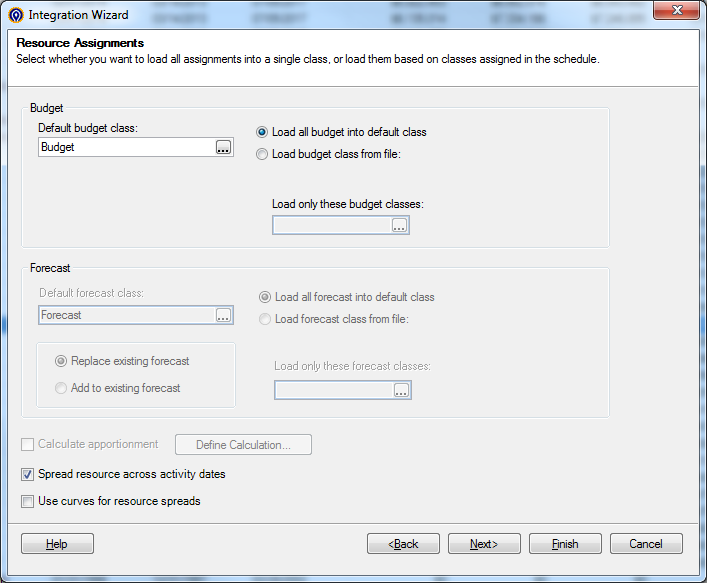 Integration Wizard
Resource Assignments
Select whether you want to load all assignments into a single class, or load them based on classes assigned in the schedule.
Budget
Default budget class:
Budget
...
Load all budget into default class
Load budget class from file:
Load only these budget classes:
...
Forecast
Default forecast class:
Forecast
...
Load all forecast into default class
Load forecast class from file:
Replace existing forecast
Add to existing forecast
Load only these forecast classes:
...
Calculate apportionment
Define Calculation...
Spread resource across activity dates
Use curves for resource spreads
Help
<Back
Next>
Finish
Cancel